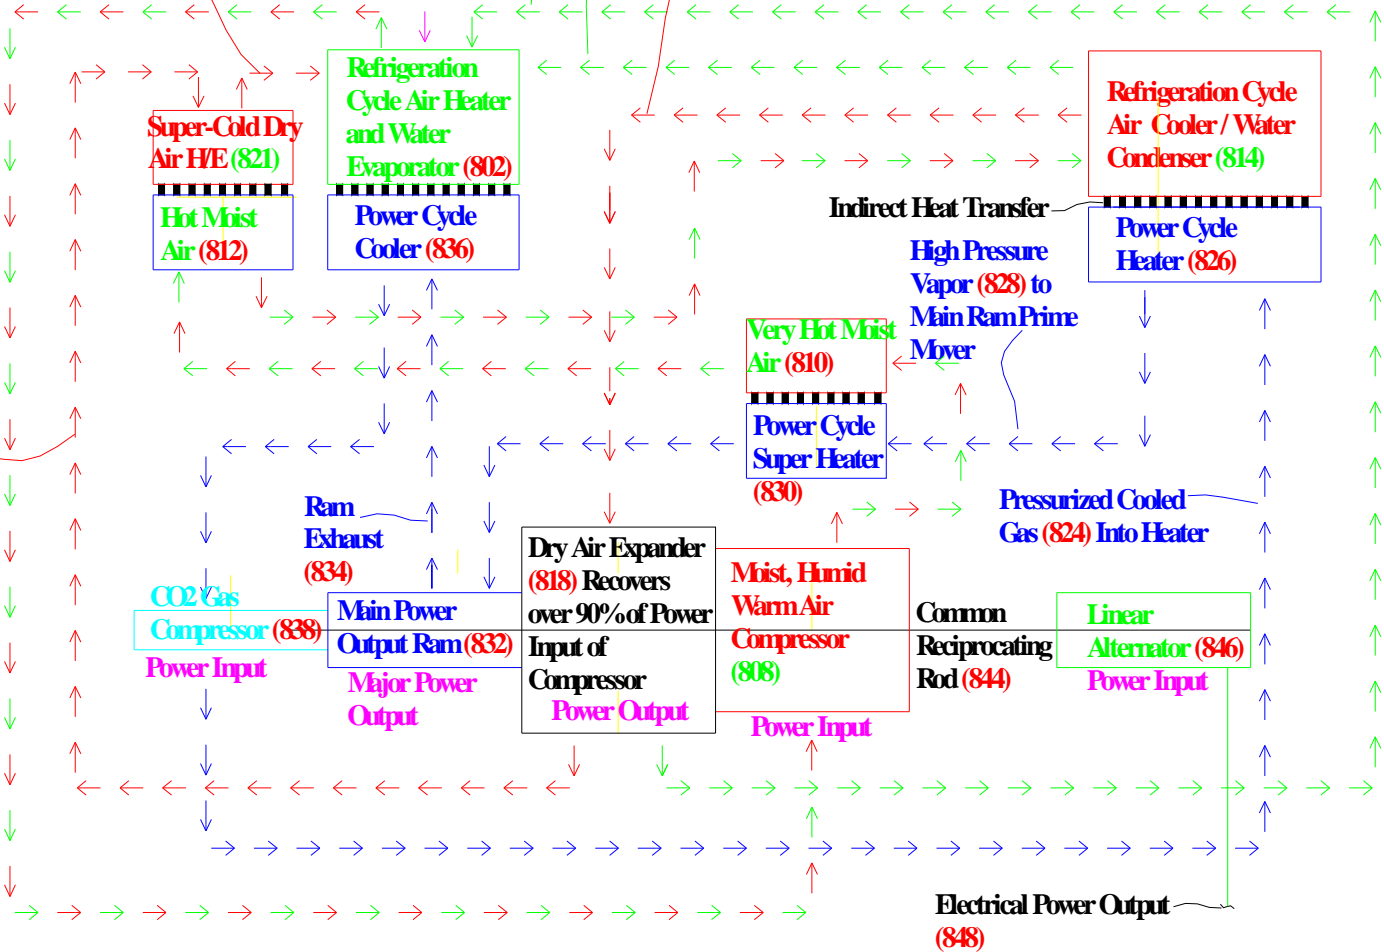 Refrigeration
Cycle Air Heater
and Water
Evaporator (802)
Refrigeration Cycle
Air Cooler / Water
Condenser (814)
Super-Cold Dry
Air H/E (821)
Hot Moist
Air (812)
Power Cycle
Cooler (836)
Indirect Heat Transfer
Power Cycle
Heater (826)
High Pressure
Vapor (828) to
Main Ram Prime
Mover
Very Hot Moist
Air (810)
Power Cycle
Super Heater
(830)
Ram
Exhaust
(834)
Pressurized Cooled
Gas (824) Into Heater
Dry Air Expander
(818) Recovers
over 90% of Power
Input of
Compressor
Power Output
Moist, Humid
Warm Air
Compressor
(808)
Power Input
CO2 Gas
Compressor (838)
Power Input
Main Power
Output Ram (832)
Major Power
Output
Common
Reciprocating
Rod (844)
Linear
Alternator (846)
Power Input
Electrical Power Output
(848)